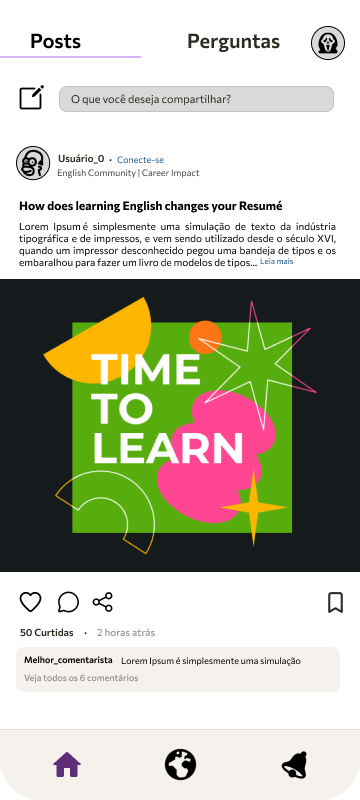 Posts
Perguntas
O que você deseja compartilhar?
Usuário_0 • Conecte-se
English Community | Career Impact
How does learning English changes your Resumé
Lorem Ipsum é simplesmente uma simulação de texto da indústria
tipográfica e de impressos, e vem sendo utilizado desde o século XVI,
quando um impressor desconhecido pegou uma bandeja de tipos e os
embaralhou para fazer um livro de modelos de tipos... Leia mais
TIME
TO
LEARN
50 Curtidas • 2 horas atrás
Melhor_comentarista Lorem Ipsum é simplesmente uma simulação
Veja todos os 6 comentários